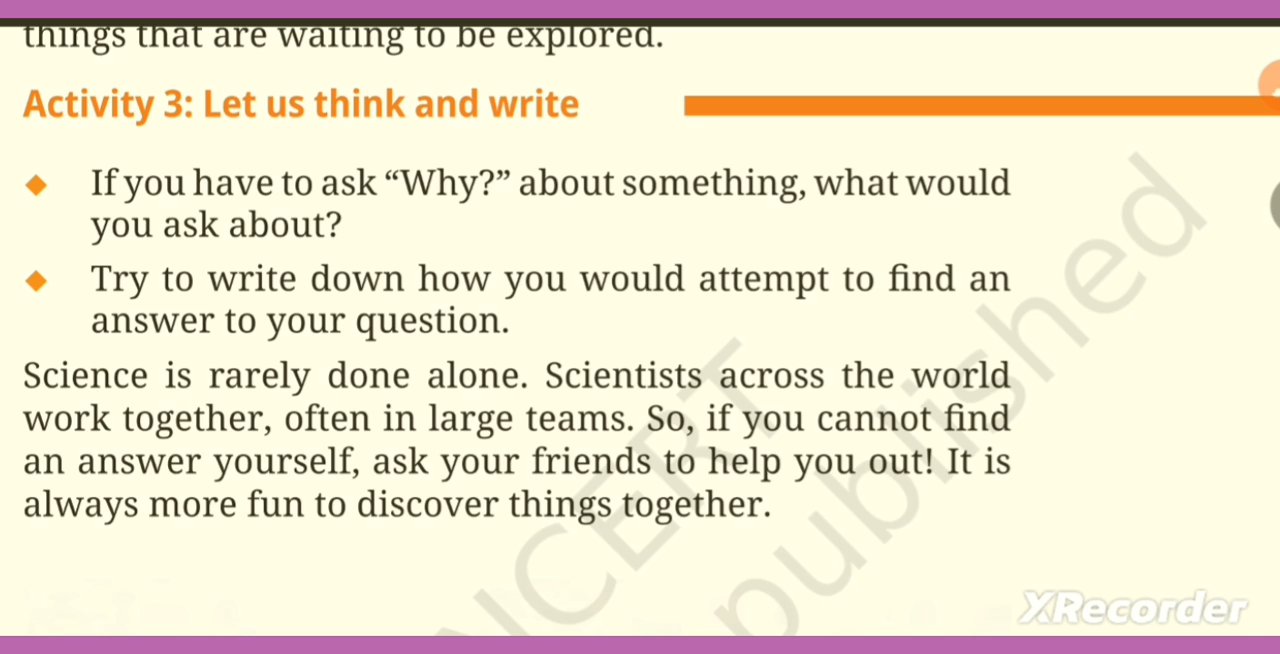 things that are waiting to be explored.
Activity 3: Let us think and write
If you have to ask “Why?” about something, what would
you ask about?
Try to write down how you would attempt to find an
answer to your question.
Science is rarely done alone. Scientists across the world
work together, often in large teams. So, if you cannot find
an answer yourself, ask your friends to help you out! It is
always more fun to discover things together.
NCERT
published
XRecorder